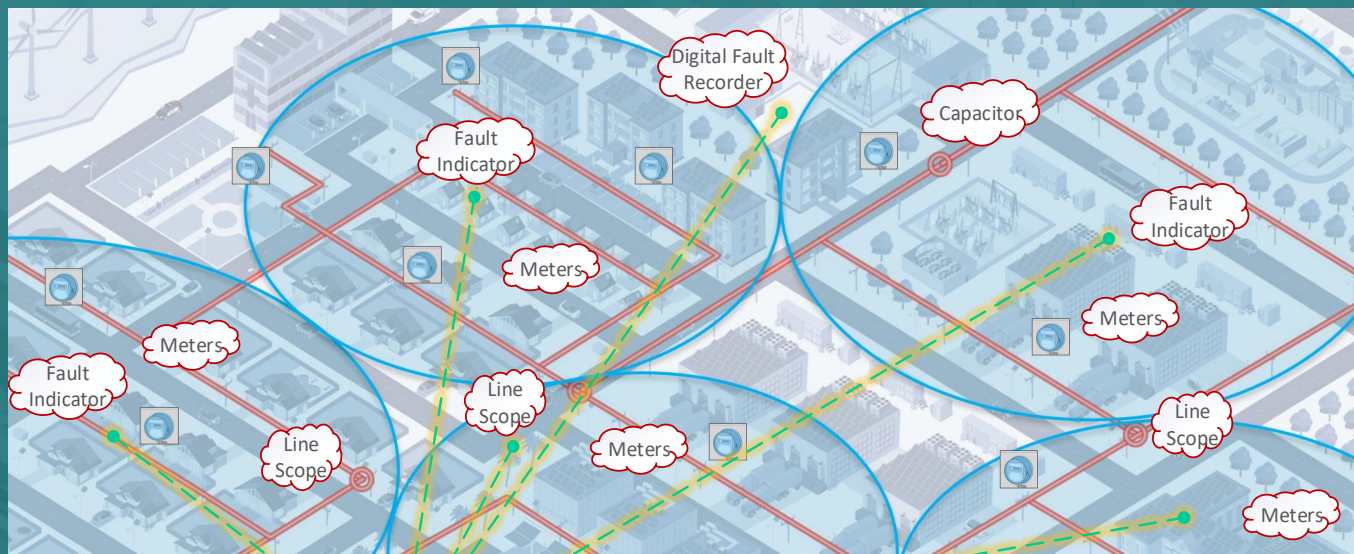 Digital Fault
Recorder
Capacitor
Fault
Indicator
Fault
Indicator
Meters
Meters
Meters
Fault
Indicator
Line
Scope
Line
Scope
Meters
Line
Scope
Meters